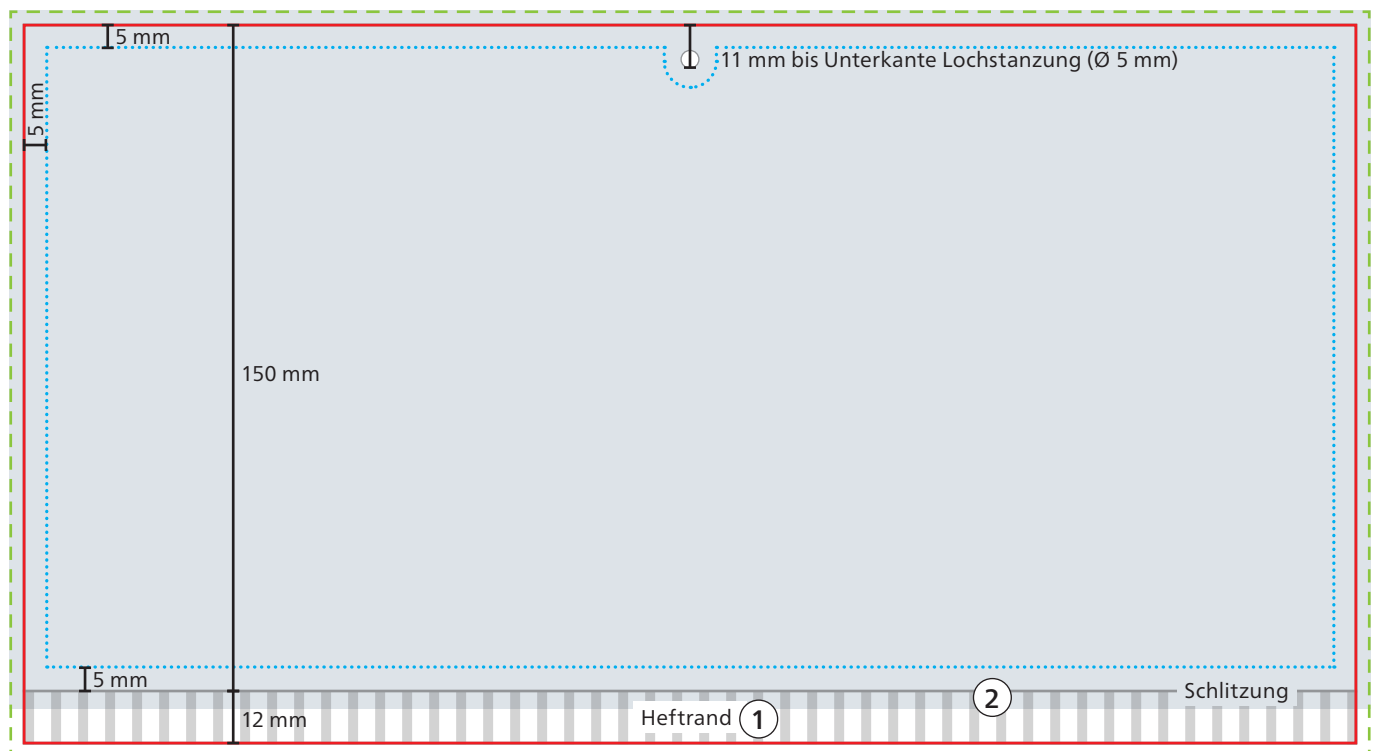 5 mm
11 mm bis Unterkante Lochstanzung (Ø 5 mm)
5 mm
150 mm
5 mm
2
Schlitzung
12 mm
Heftrand 1